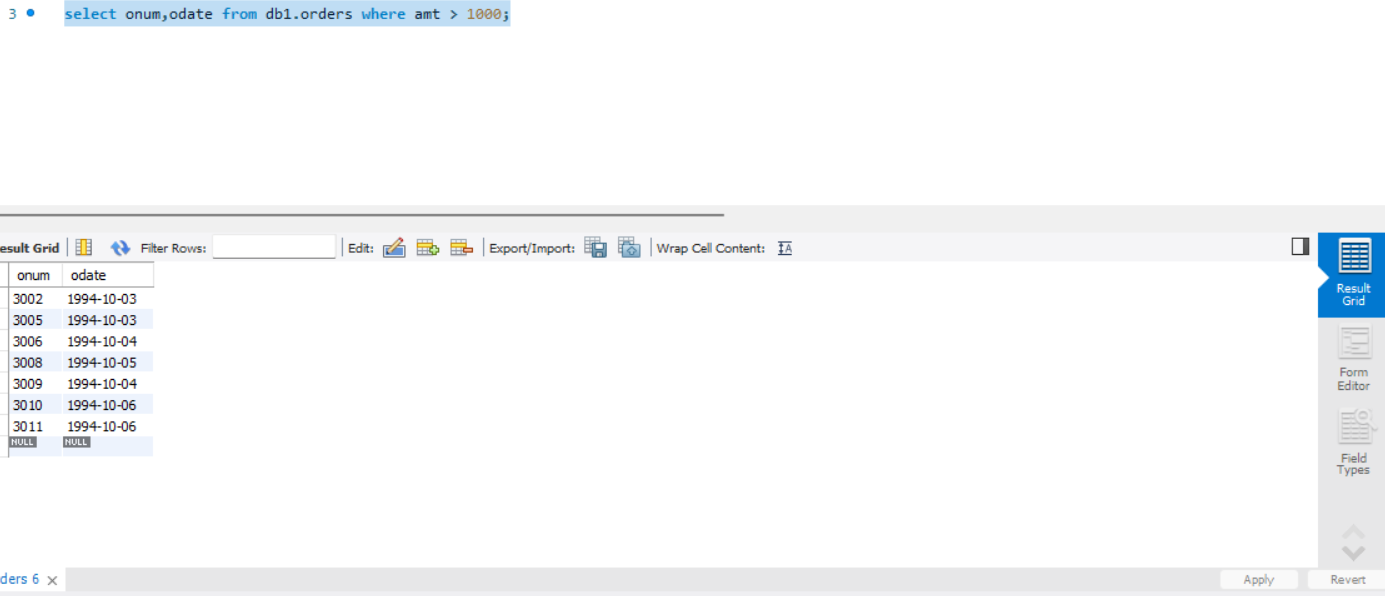 3 select onum,odate from db1.orders where amt > 1000;
esult Grid Filter Rows: Edit: Export/Import: Wrap Cell Content: IA
onum odate
3002 1994-10-03
3005 1994-10-03
3006 1994-10-04
3008 1994-10-05
3009 1994-10-04
3010 1994-10-06
3011 1994-10-06
NULL NULL
Result
Grid
Form
Editor
Field
Types
ders 6 Apply Revert